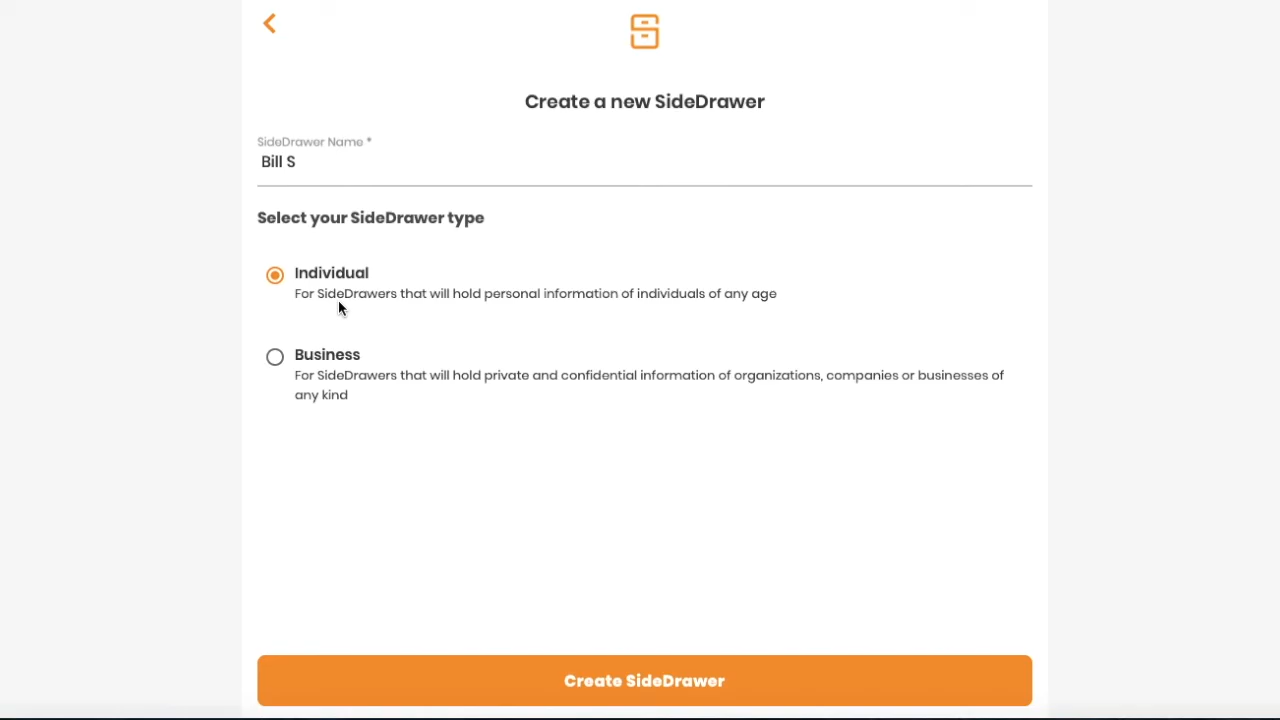 Create a new SideDrawer
SideDrawer Name *
Bill S
Select your SideDrawer type
Individual
For SideDrawers that will hold personal information of individuals of any age
Business
For SideDrawers that will hold private and confidential information of organizations, companies or businesses of
any kind
Create SideDrawer